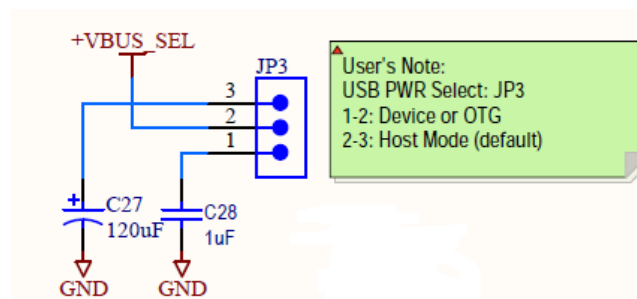 +VBUS_SEL
JP3
3
2
1
C27
120uF
C28
1uF
GND
GND
User's Note:
USB PWR Select: JP3
1-2: Device or OTG
2-3: Host Mode (default)